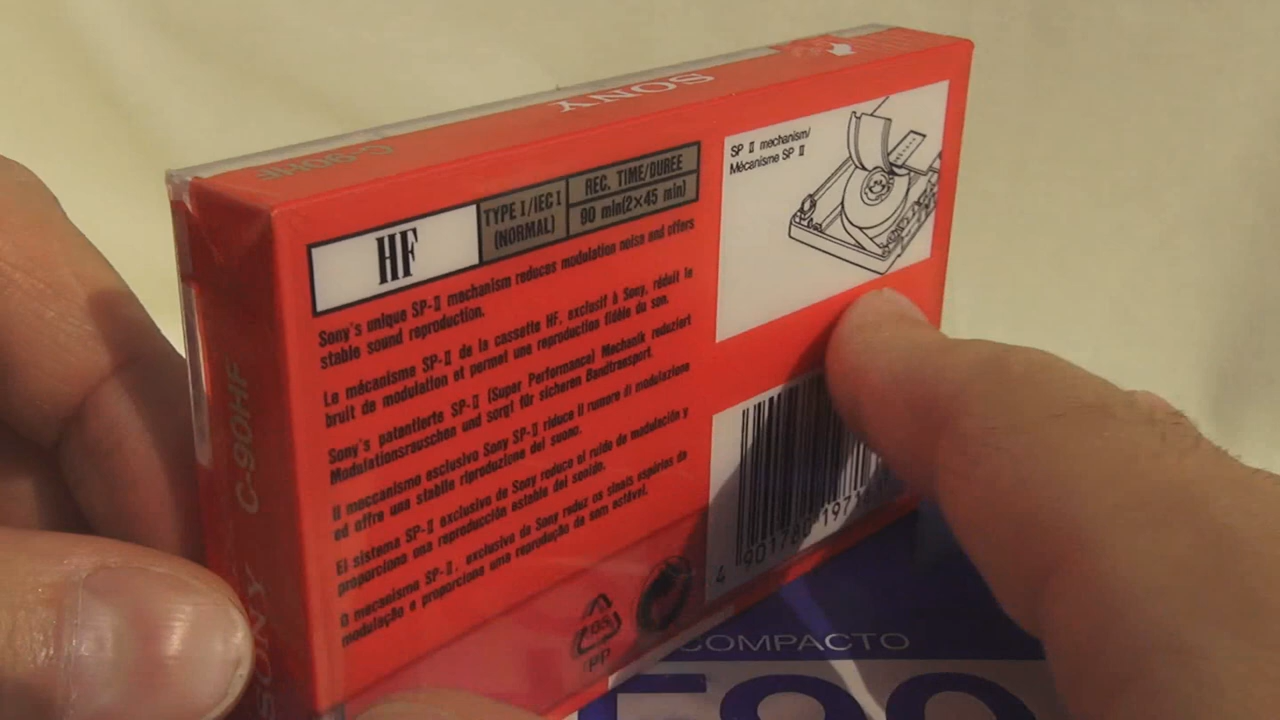 SONY
C-90HF
HF
TYPE I/IEC I
(NORMAL)
REC. TIME/DUREE
90 min(2×45 min)
SP II mechanism/
Mécanisme SP II
Sony's unique SP-II mechanism reduces modulation noise and offers
stable sound reproduction.
Le mécanisme SP-II de la cassette HF, exclusif à Sony, réduit le
bruit de modulation et permet une reproduction fidèle du son.
Sony's patentierte SP-II (Super Performance) Mechanik reduziert
Modulationsrauschen und sorgt für sicheren Bandtransport.
Il meccanismo esclusivo Sony SP-II riduce il rumore di modulazione
ed offre una stabile riproduzione del suono.
El sistema SP-II exclusivo de Sony reduce el ruido de modulación y
proporciona una reproducción estable del sonido.
O mecanismo SP-II, exclusivo da Sony reduz os sinais espúrios da
modulação e proporciona uma reprodução de som estável.
C-90HF
SONY
05
PP
4 901780 197
COMPACTO